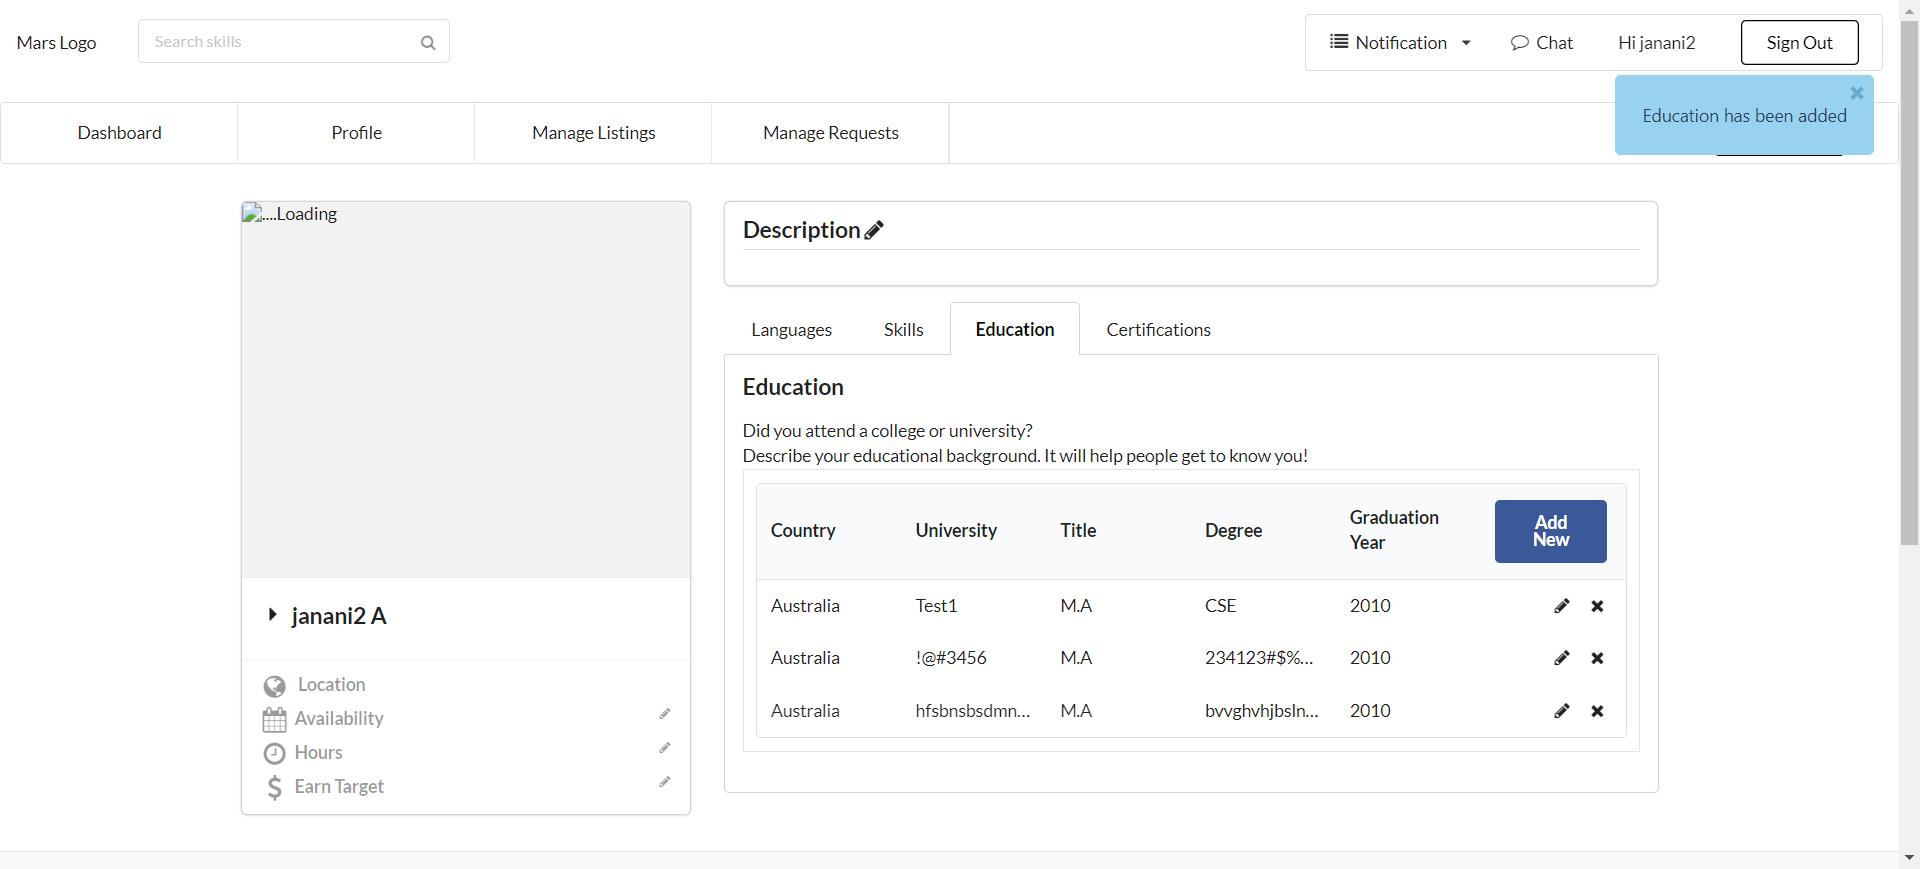 Mars Logo
Search skills
Notification
Chat
Hi janani2
Sign Out
Education has been added
Dashboard
Profile
Manage Listings
Manage Requests
....Loading
janani2 A
Location
Availability
Hours
Earn Target
Description
Languages
Skills
Education
Certifications
Education
Did you attend a college or university?
Describe your educational background. It will help people get to know you!
Country University Title Degree Graduation Year
Add New
Australia Test1 M.A CSE 2010
Australia !@#3456 M.A 234123#$%... 2010
Australia hfsbnsbsdmn... M.A bvvghvhjbsln... 2010